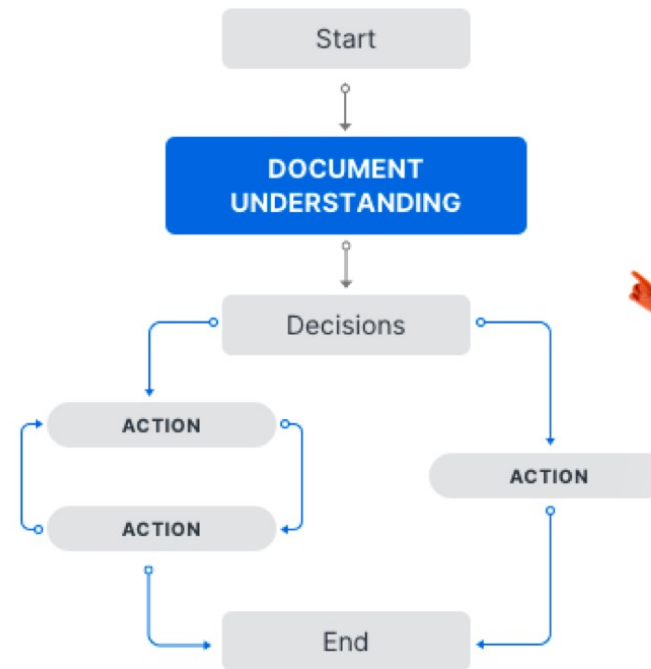 Start
DOCUMENT
UNDERSTANDING
Decisions
ACTION
ACTION
ACTION
End